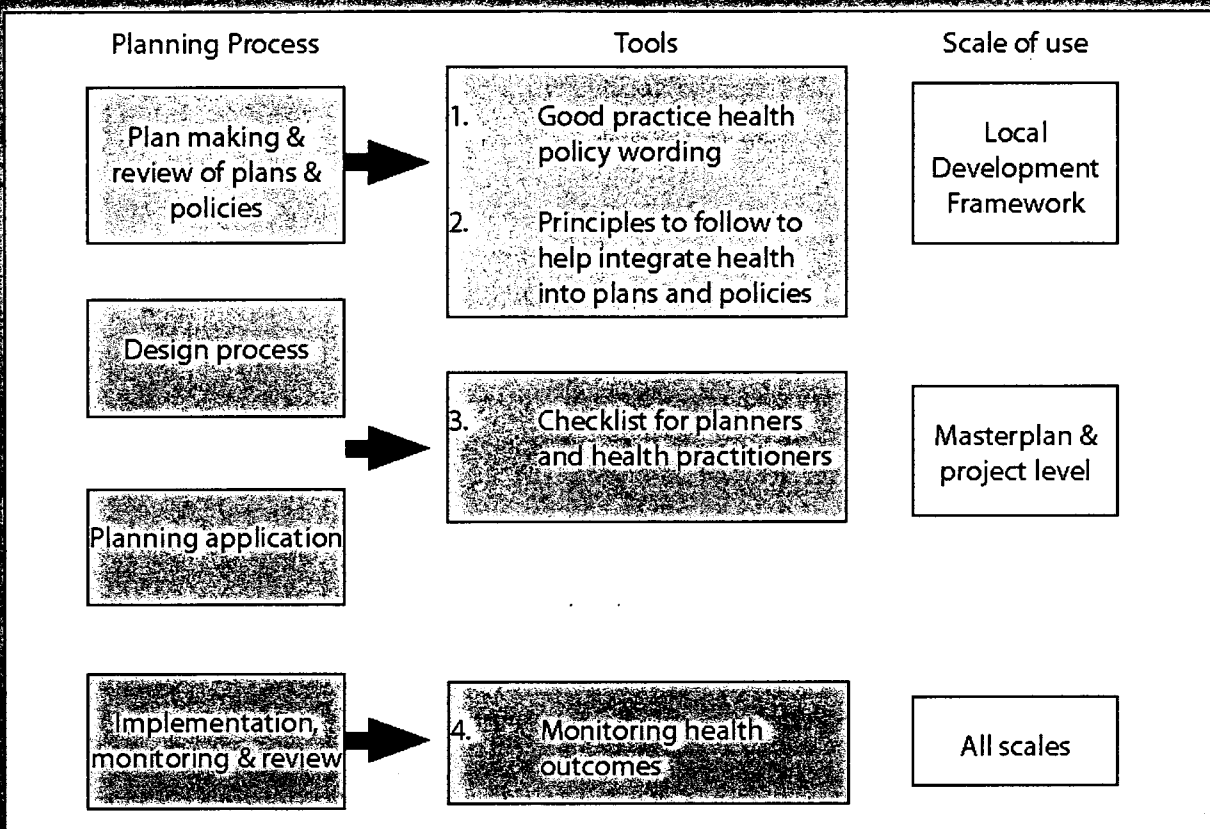 Planning Process
Tools
Scale of use
Plan making &
review of plans &
policies
1. Good practice health
policy wording
2. Principles to follow to
help integrate health
into plans and policies
Local
Development
Framework
Design process
Planning application
3. Checklist for planners
and health practitioners
Masterplan &
project level
Implementation,
monitoring & review
4. Monitoring health
outcomes
All scales